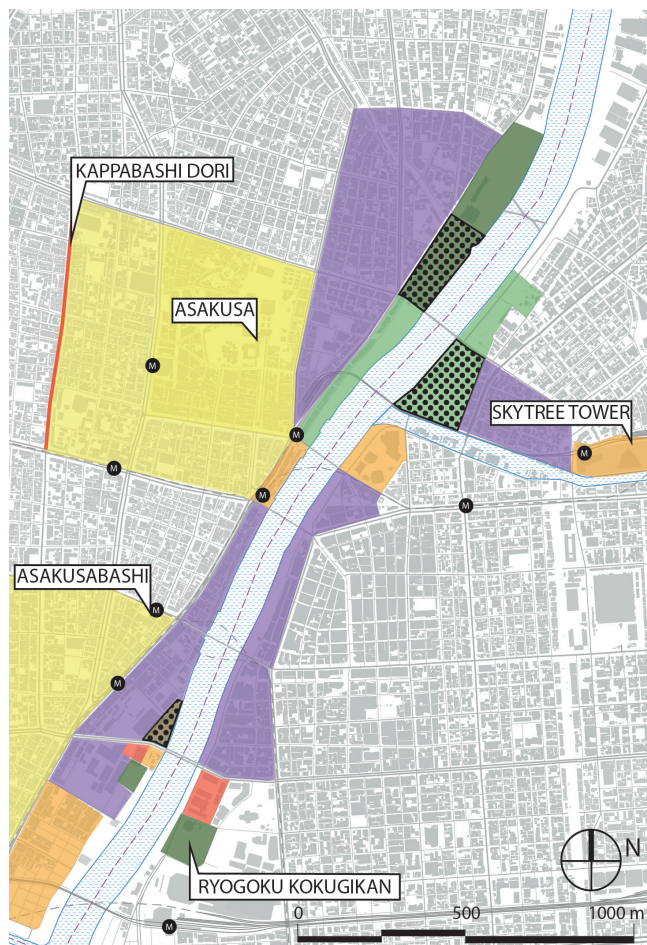 KAPPABASHI DORI
ASAKUSA
M
SKYTREE TOWER
M
M
M
M
M
ASAKUSABASHI
M
M
N
RYOGOKU KOKUGIKAN
0 500 1000 m
M